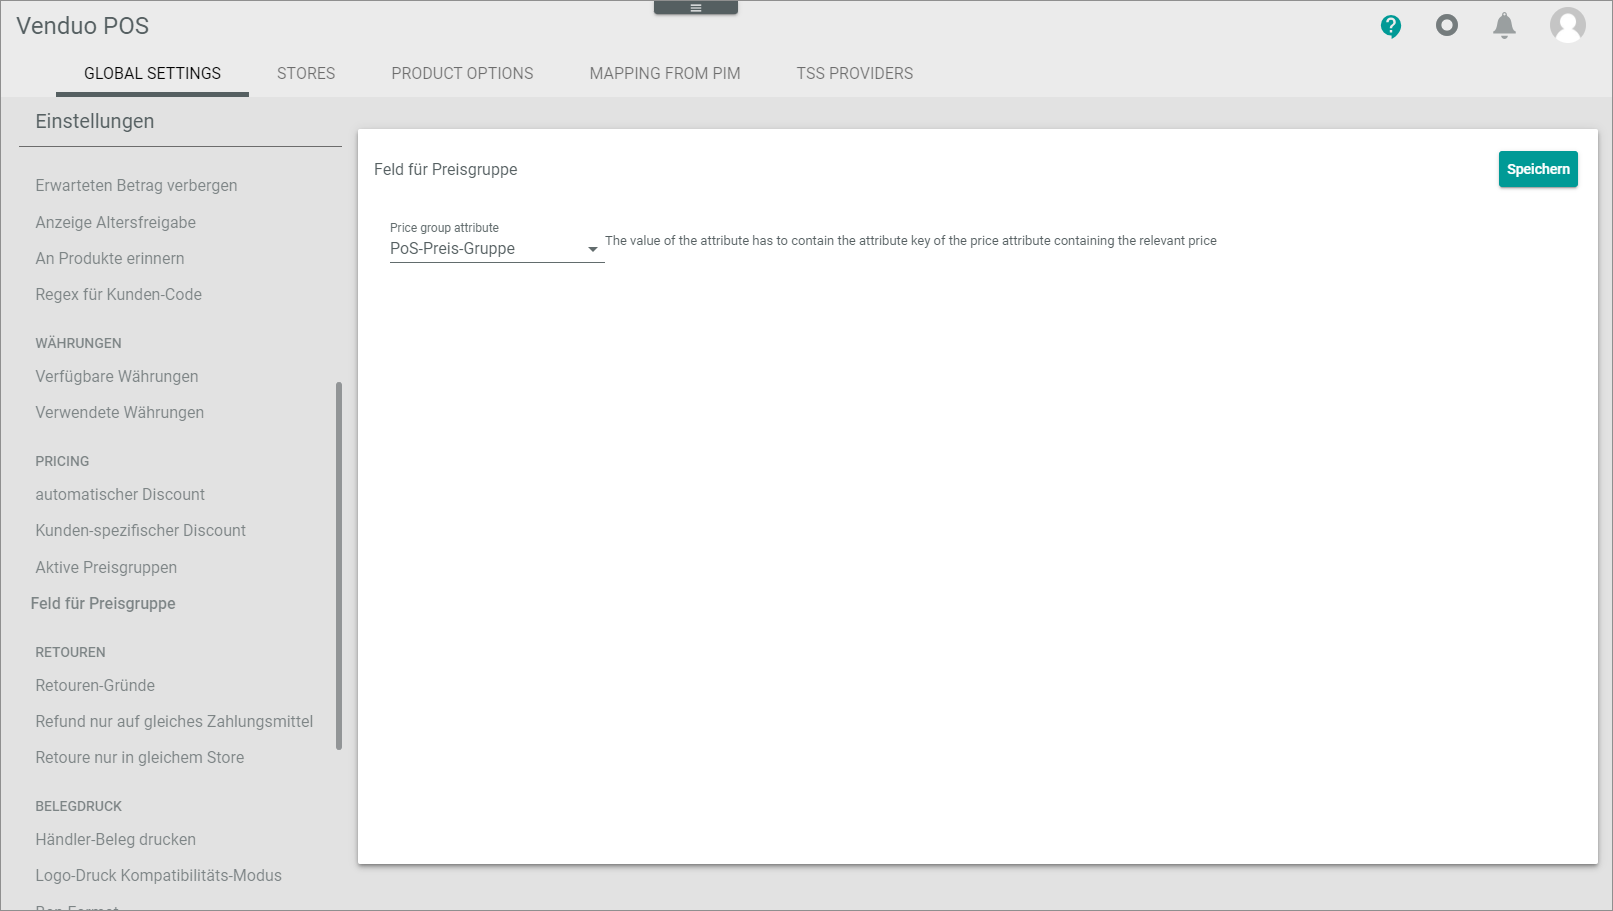 Venduo POS
GLOBAL SETTINGS
STORES
PRODUCT OPTIONS
MAPPING FROM PIM
TSS PROVIDERS
Einstellungen
Erwarteten Betrag verbergen
Anzeige Altersfreigabe
An Produkte erinnern
Regex für Kunden-Code
WÄHRUNGEN
Verfügbare Währungen
Verwendete Währungen
PRICING
automatischer Discount
Kunden-spezifischer Discount
Aktive Preisgruppen
Feld für Preisgruppe
RETOUREN
Retouren-Gründe
Refund nur auf gleiches Zahlungsmittel
Retoure nur in gleichem Store
BELEGDRUCK
Händler-Beleg drucken
Logo-Druck Kompatibilitäts-Modus
Feld für Preisgruppe
Speichern
Price group attribute
PoS-Preis-Gruppe
The value of the attribute has to contain the attribute key of the price attribute containing the relevant price